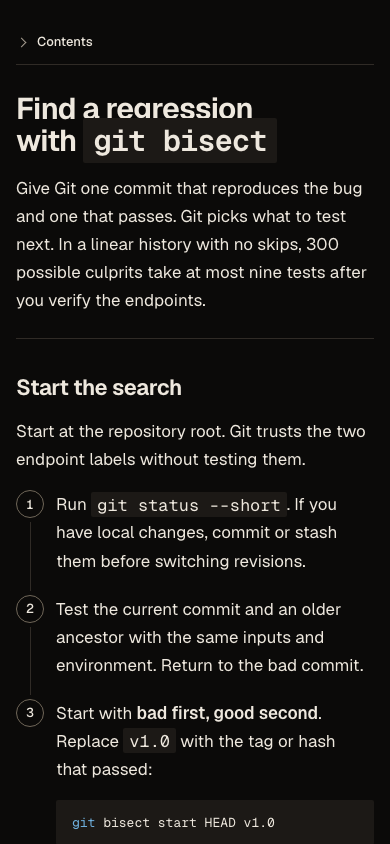 Contents
Find a regression
with git bisect
Give Git one commit that reproduces the bug
and one that passes. Git picks what to test
next. In a linear history with no skips, 300
possible culprits take at most nine tests after
you verify the endpoints.
Start the search
Start at the repository root. Git trusts the two
endpoint labels without testing them.
1 Run git status --short. If you
have local changes, commit or stash
them before switching revisions.
2 Test the current commit and an older
ancestor with the same inputs and
environment. Return to the bad commit.
3 Start with bad first, good second.
Replace v1.0 with the tag or hash
that passed:
git bisect start HEAD v1.0